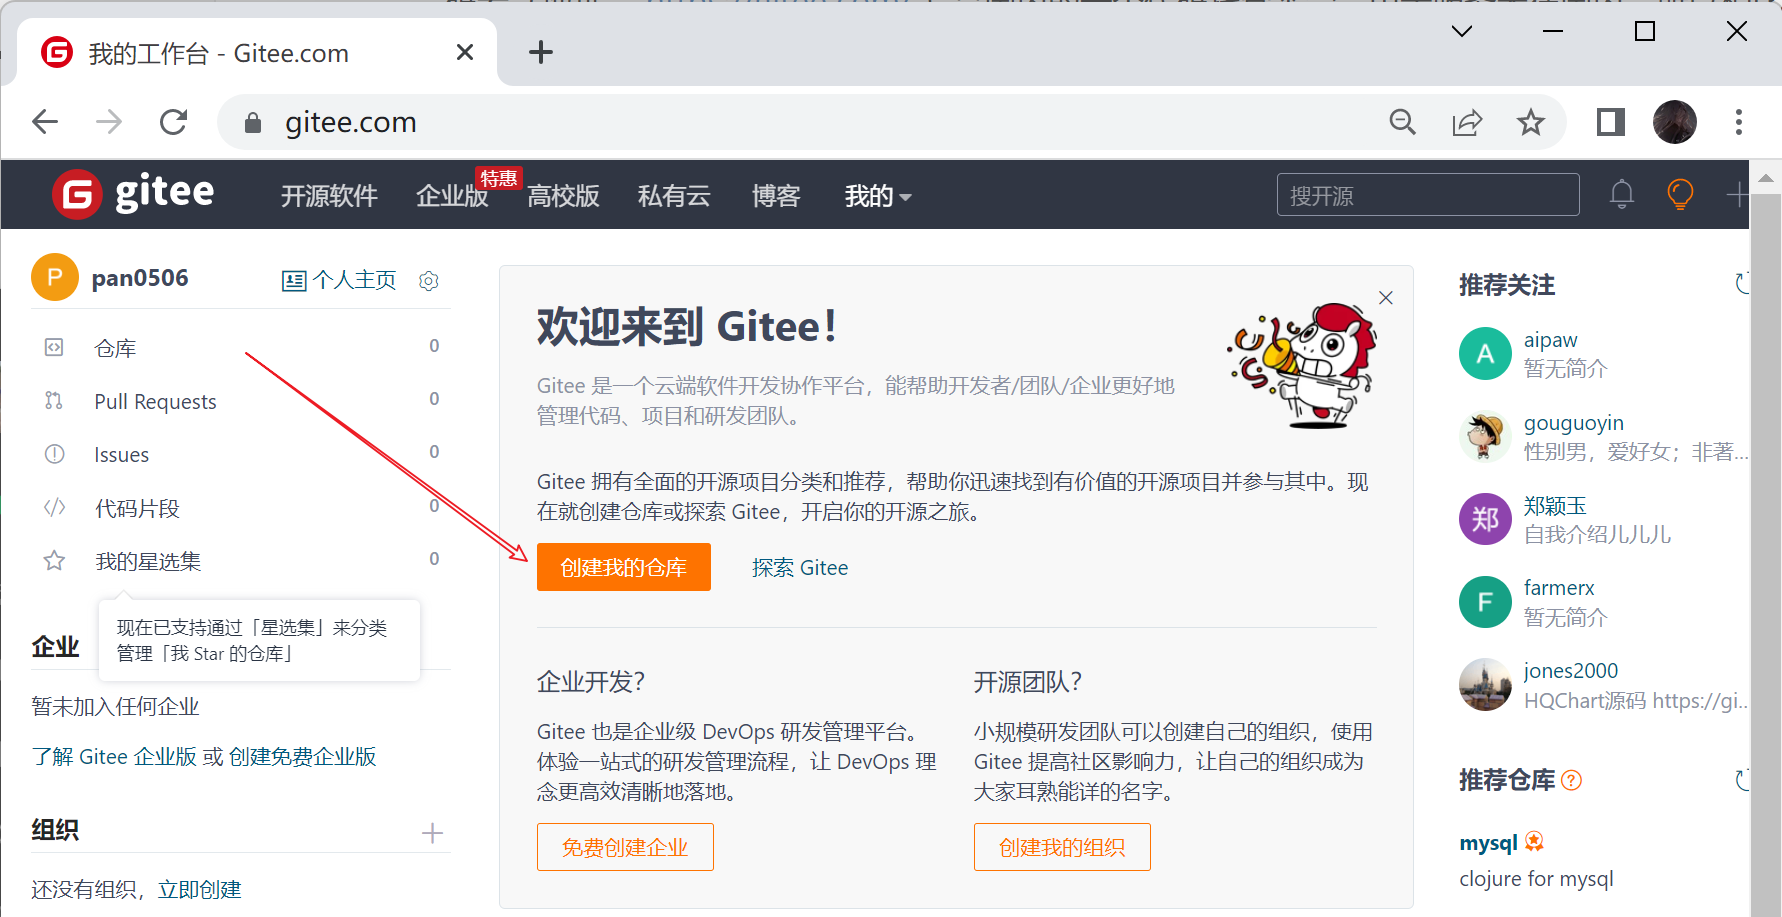 我的工作台 - Gitee.com
gitee.com
gitee
开源软件
企业版
特惠
高校版
私有云
博客
我的
搜开源
P
pan0506
个人主页
仓库 0
Pull Requests 0
Issues 0
代码片段 0
我的星选集 0
现在已支持通过「星选集」来分类
管理「我 Star 的仓库」
企业
暂未加入任何企业
了解 Gitee 企业版 或 创建免费企业版
组织
还没有组织，立即创建
欢迎来到 Gitee！
Gitee 是一个云端软件开发协作平台，能帮助开发者/团队/企业更好地
管理代码、项目和研发团队。
Gitee 拥有全面的开源项目分类和推荐，帮助你迅速找到有价值的开源项目并参与其中。现
在就创建仓库或探索 Gitee，开启你的开源之旅。
创建我的仓库
探索 Gitee
企业开发？
Gitee 也是企业级 DevOps 研发管理平台。
体验一站式的研发管理流程，让 DevOps 理
念更高效清晰地落地。
免费创建企业
开源团队？
小规模研发团队可以创建自己的组织，使用
Gitee 提高社区影响力，让自己的组织成为
大家耳熟能详的名字。
创建我的组织
推荐关注
A
aipaw
暂无简介
gouguoyin
性别男，爱好女；非著...
郑
郑颖玉
自我介绍儿儿儿
F
farmerx
暂无简介
jones2000
HQChart源码 https://gi...
推荐仓库
mysql
clojure for mysql